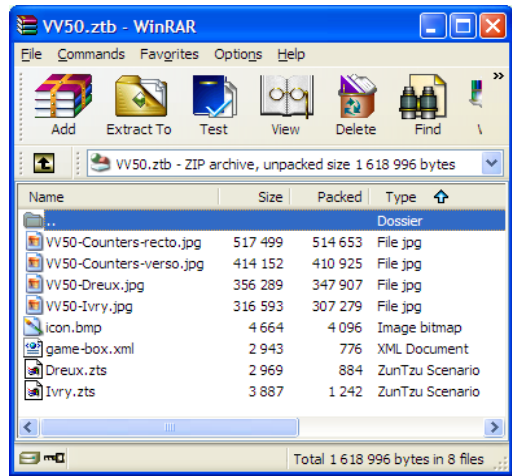 VV50.ztb - WinRAR
File Commands Favorites Options Help
Add Extract To Test View Delete Find
VV50.ztb - ZIP archive, unpacked size 1 618 996 bytes
Name Size Packed Type
.. Dossier
VV50-Counters-recto.jpg 517 499 514 653 File jpg
VV50-Counters-verso.jpg 414 152 410 925 File jpg
VV50-Dreux.jpg 356 289 347 907 File jpg
VV50-Ivry.jpg 316 593 307 279 File jpg
icon.bmp 4 664 4 096 Image bitmap
game-box.xml 2 943 776 XML Document
Dreux.zts 2 969 884 ZunTzu Scenario
Ivry.zts 3 887 1 242 ZunTzu Scenario
Total 1 618 996 bytes in 8 files